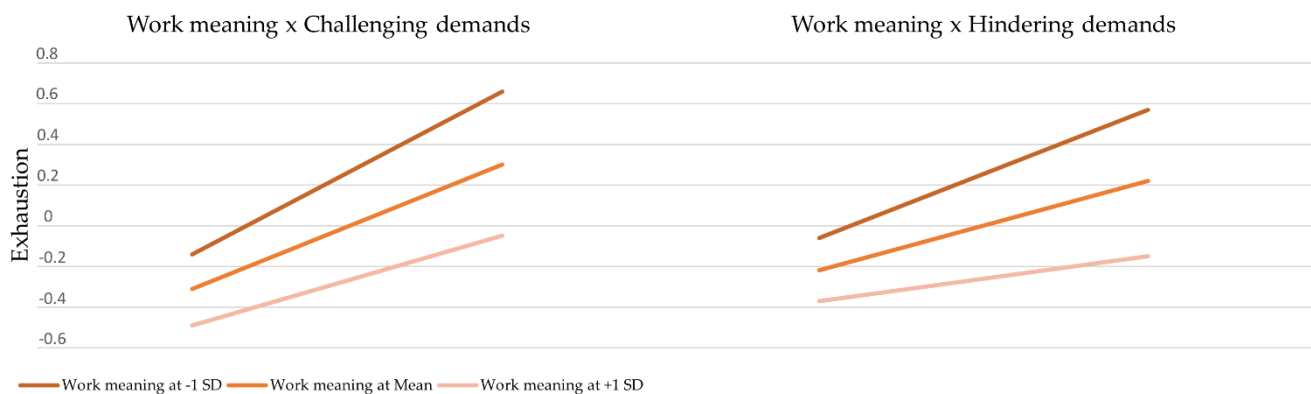 Work meaning x Challenging demands
Work meaning x Hindering demands
0.8
0.6
0.4
0.2
0
-0.2
-0.4
-0.6
Exhaustion
Work meaning at -1 SD
Work meaning at Mean
Work meaning at +1 SD